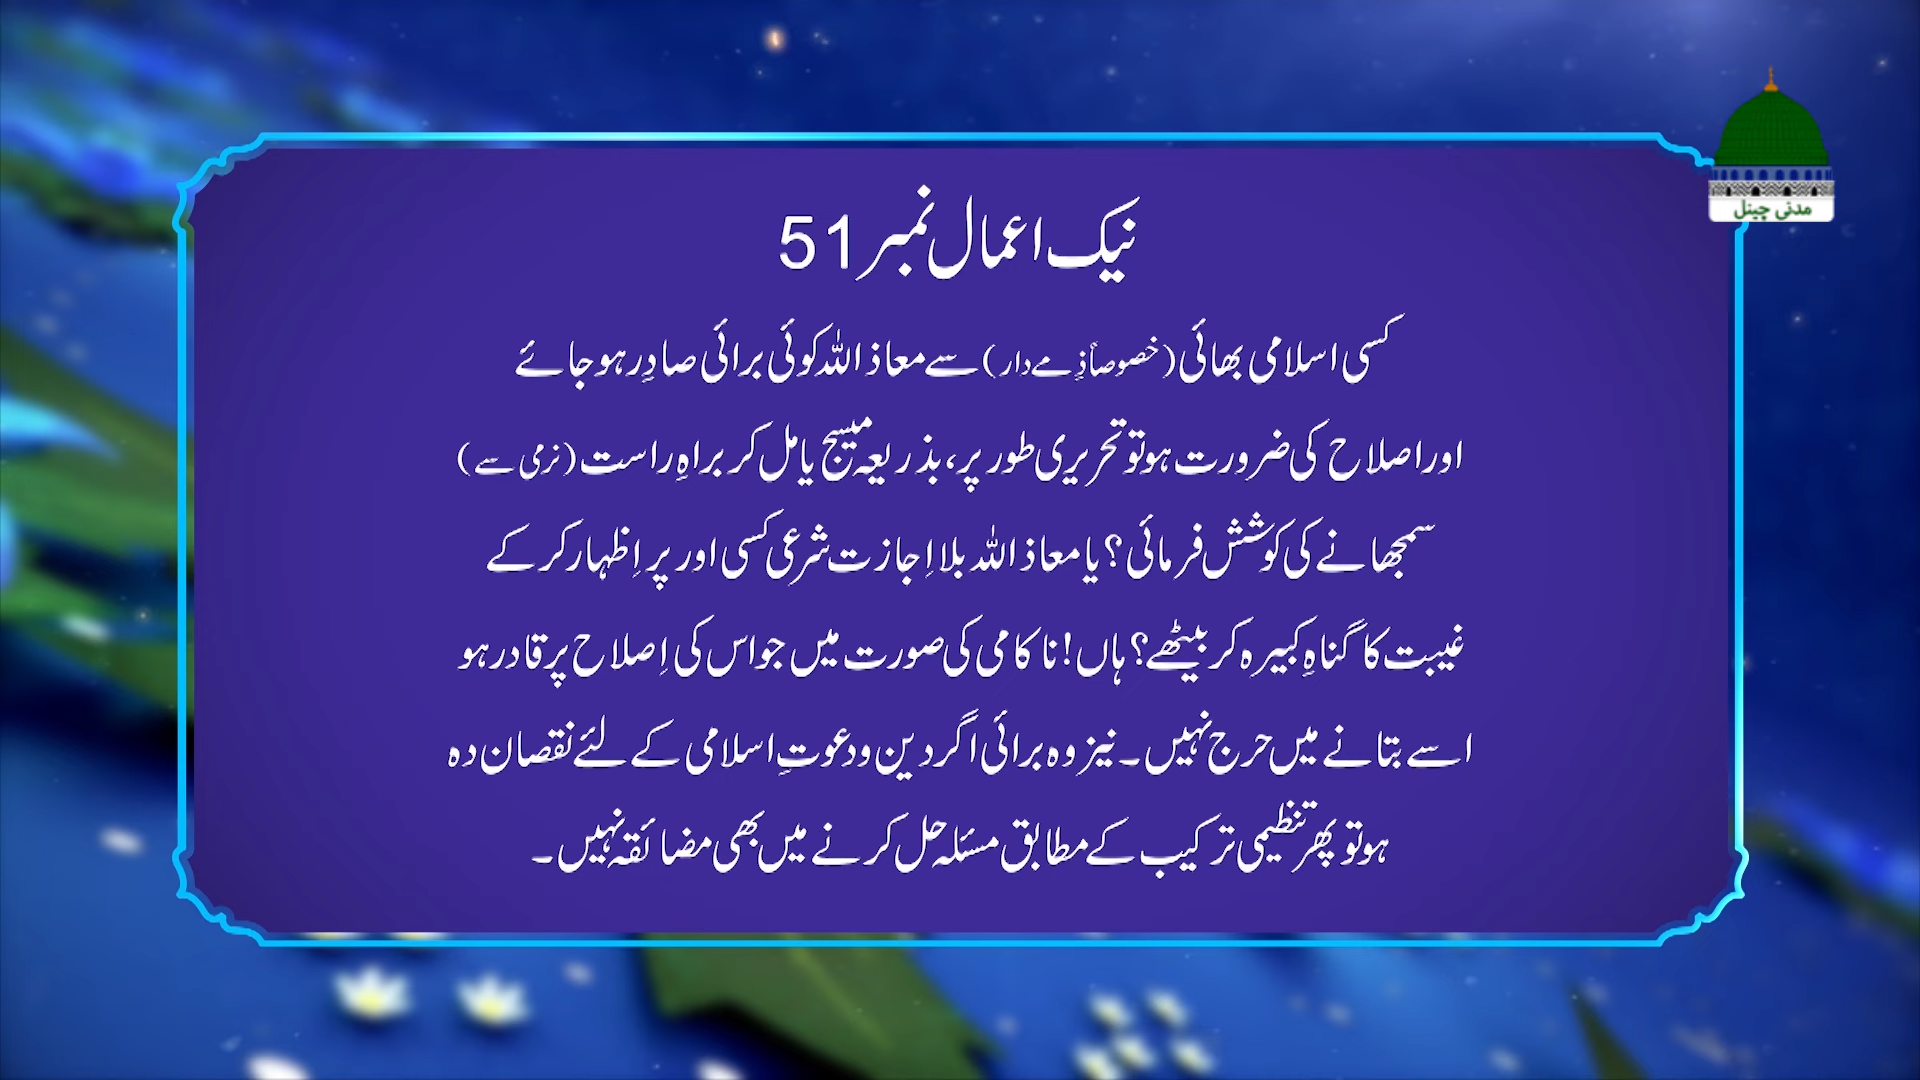 مدنی چینل
نیک اعمال نمبر 51
کسی اسلامی بھائی (خصوصاً ذِمے دار) سے معاذ اللہ کوئی برائی صادِر ہو جائے
اور اصلاح کی ضرورت ہو تو تحریری طور پر، بذریعہ میسج یا مل کر براہِ راست (نرمی سے)
سمجھانے کی کوشش فرمائی؟ یا معاذ اللہ بلا اِجازت شرعی کسی اور پر اِظہار کر کے
غیبت کا گناہِ کبیرہ کر بیٹھے؟ ہاں! ناکامی کی صورت میں جو اس کی اِصلاح پر قادر ہو
اسے بتانے میں حرج نہیں۔ نیز وہ برائی اگر دین و دعوتِ اسلامی کے لئے نقصان دہ
ہو تو پھر تنظیمی ترکیب کے مطابق مسئلہ حل کرنے میں بھی مضائقہ نہیں۔